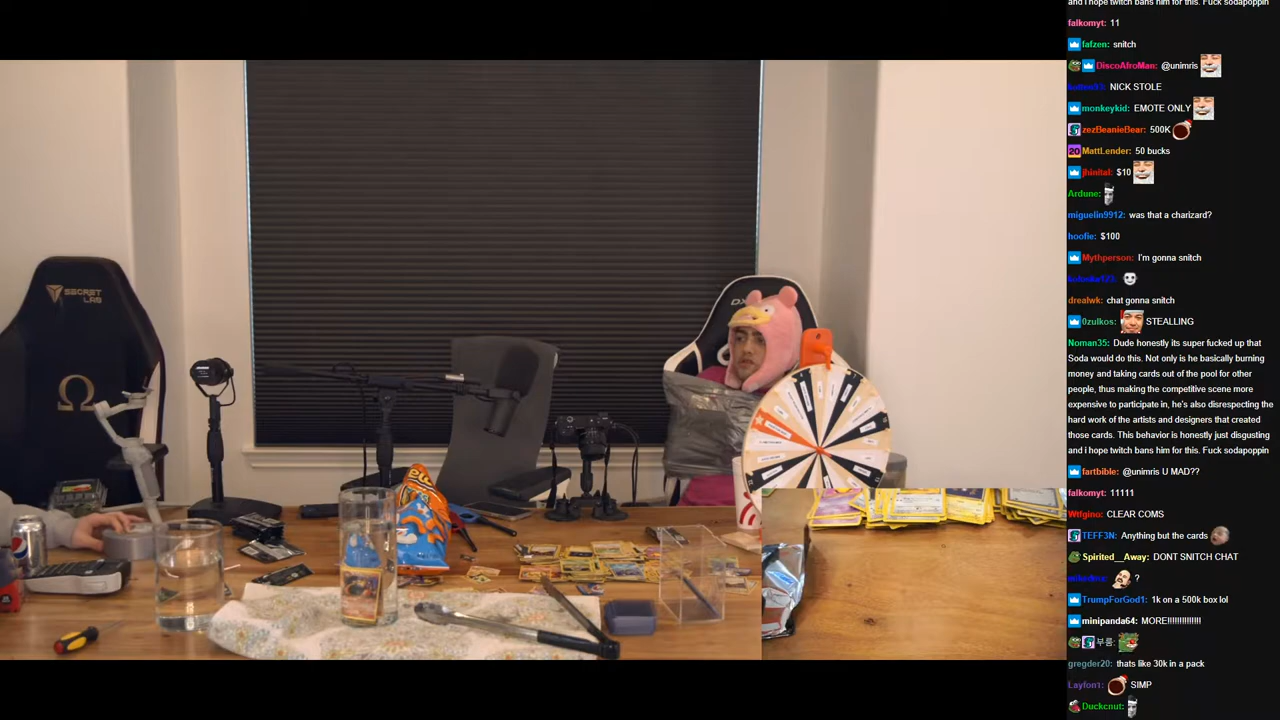 and i hope twitch bans him for this. Fuck sodapoppin
falkomyt: 11
fafzen: snitch
DiscoAfroMan: @unimris
NICK STOLE
monkeykid: EMOTE ONLY
zezBeanieBear: 500K
20 MattLender: 50 bucks
jhinital: $10
Ardune:
miguelin9912: was that a charizard?
hoofie: $100
Mythperson: I'm gonna snitch
drealwk: chat gonna snitch
0zulkos: STEALLING
Noman35: Dude honestly its super fucked up that
Soda would do this. Not only is he basically burning
money and taking cards out of the pool for other
people, thus making the competitive scene more
expensive to participate in, he's also disrespecting the
hard work of the artists and designers that created
those cards. This behavior is honestly just disgusting
and i hope twitch bans him for this. Fuck sodapoppin
fartbible: @unimris U MAD??
falkomyt: 11111
Wtfgino: CLEAR COMS
TEFF3N: Anything but the cards
Spirited__Away: DONT SNITCH CHAT
?
TrumpForGod1: 1k on a 500k box lol
minipanda64: MORE!!!!!!!!!!!!!
부룸:
gregder20: thats like 30k in a pack
SIMP
Duckcnut:
SECRET
LAB